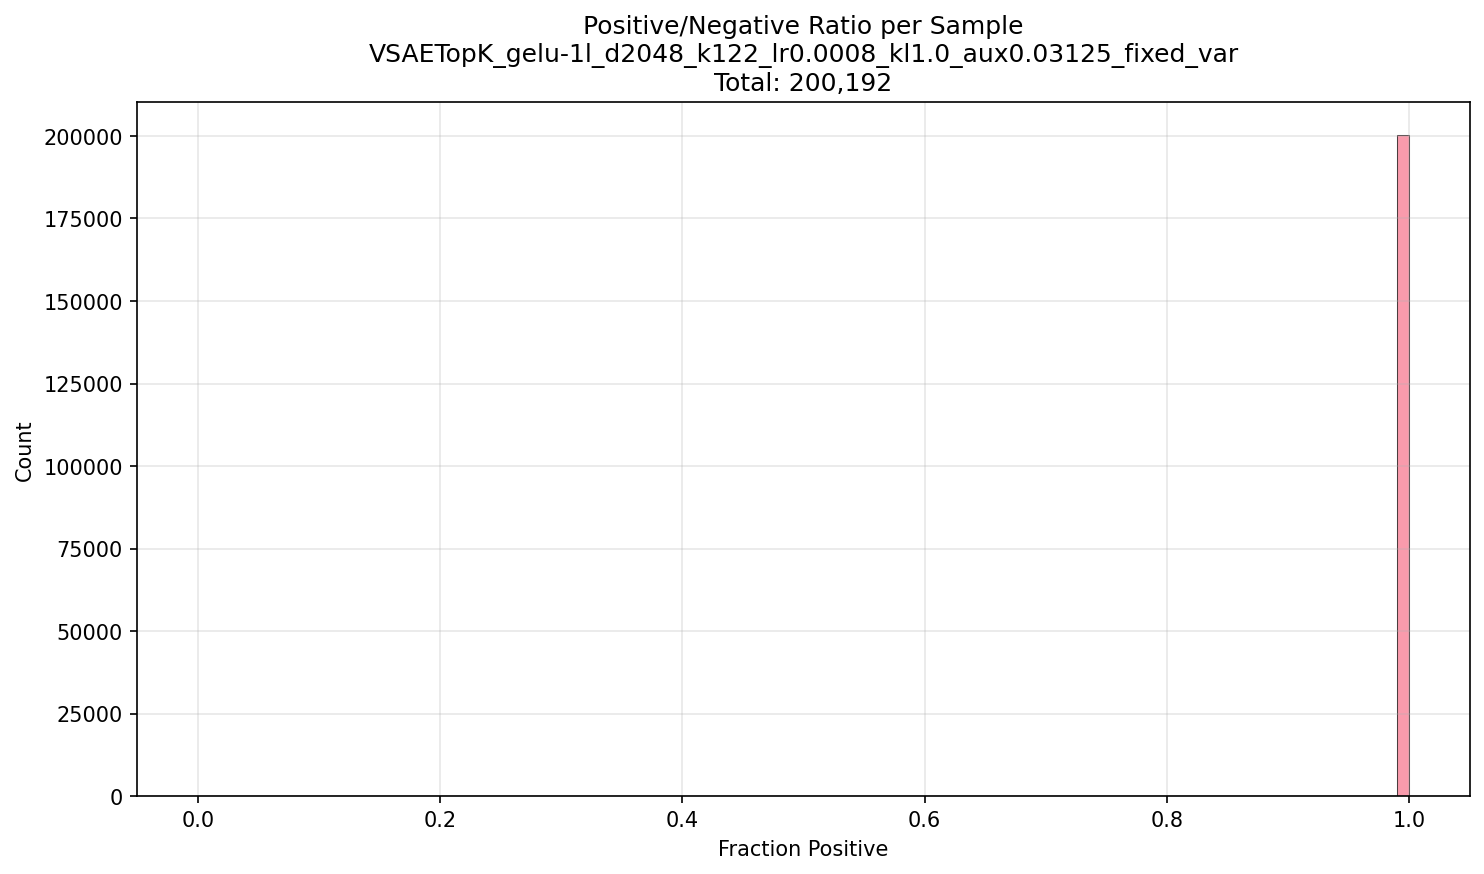 Positive/Negative Ratio per Sample
VSAETopK_gelu-1l_d2048_k122_lr0.0008_kl1.0_aux0.03125_fixed_var
Total: 200,192
200000
175000
150000
125000
100000
75000
50000
25000
0
Count
0.0 0.2 0.4 0.6 0.8 1.0
Fraction Positive